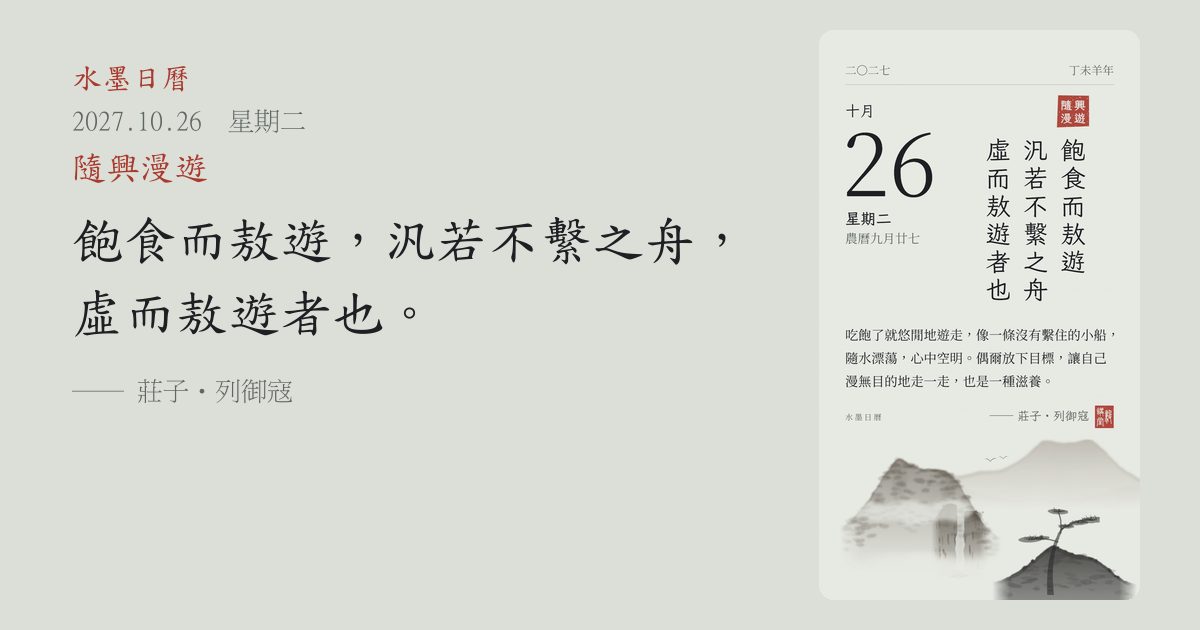 水墨日曆
2027.10.26 星期二
隨興漫遊
飽食而敖遊，汎若不繫之舟，
虛而敖遊者也。
—— 莊子・列御寇
二〇二七
丁未羊年
十月
26
星期二
農曆九月廿七
隨興
漫遊
飽食而敖遊
汎若不繫之舟
虛而敖遊者也
吃飽了就悠閒地遊走，像一條沒有繫住的小船，
隨水漂蕩，心中空明。偶爾放下目標，讓自己
漫無目的地走一走，也是一種滋養。
水墨日曆
—— 莊子・列御寇